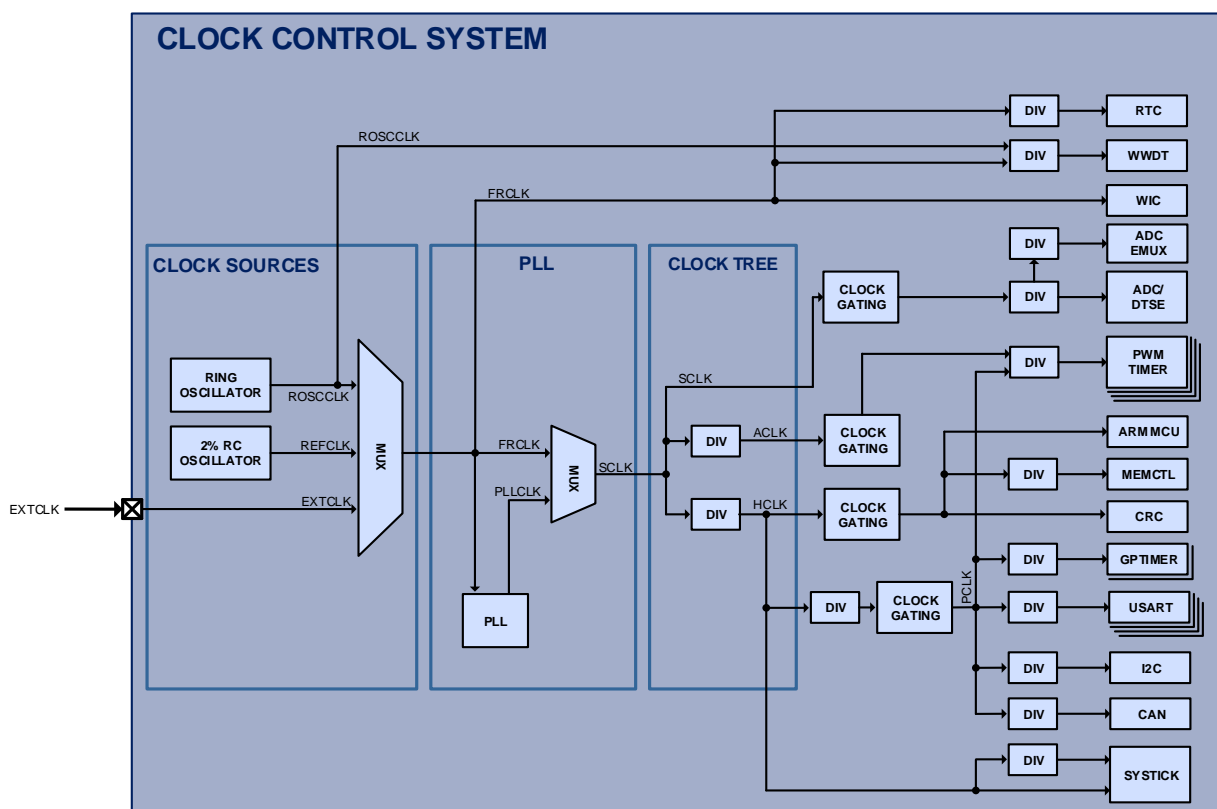 CLOCK CONTROL SYSTEM
DIV
RTC
ROSCCLK
DIV
WWDT
FRCLK
WIC
CLOCK SOURCES
PLL
CLOCK TREE
DIV
ADC
EMUX
CLOCK
GATING
DIV
ADC/
DTSE
RING
OSCILLATOR
ROSCCLK
SCLK
DIV
PWM
TIMER
2% RC
OSCILLATOR
REFCLK
MUX
FRCLK
MUX
SCLK
DIV
ACLK
CLOCK
GATING
ARM MCU
DIV
MEMCTL
PLLCLK
EXTCLK
EXTCLK
DIV
HCLK
CLOCK
GATING
CRC
DIV
GPTIMER
PLL
DIV
CLOCK
GATING
PCLK
DIV
USART
DIV
I2C
DIV
CAN
DIV
SYSTICK